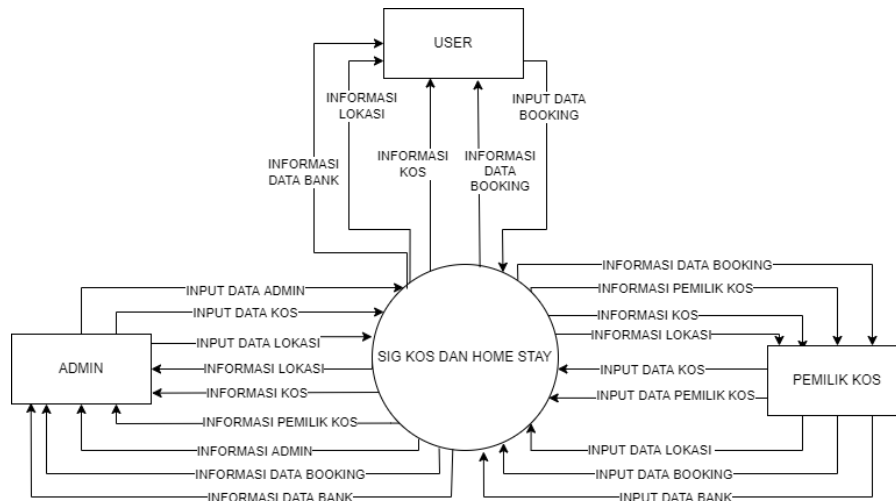 USER
INFORMASI
LOKASI
INPUT DATA
BOOKING
INFORMASI
DATA BANK
INFORMASI
KOS
INFORMASI
DATA
BOOKING
INFORMASI DATA BOOKING
INPUT DATA ADMIN
INFORMASI PEMILIK KOS
INPUT DATA KOS
INFORMASI KOS
INPUT DATA LOKASI
INFORMASI LOKASI
SIG KOS DAN HOME STAY
ADMIN
INFORMASI LOKASI
INPUT DATA KOS
PEMILIK KOS
INFORMASI KOS
INPUT DATA PEMILIK KOS
INFORMASI PEMILIK KOS
INFORMASI ADMIN
INPUT DATA LOKASI
INFORMASI DATA BOOKING
INPUT DATA BOOKING
INFORMASI DATA BANK
INPUT DATA BANK